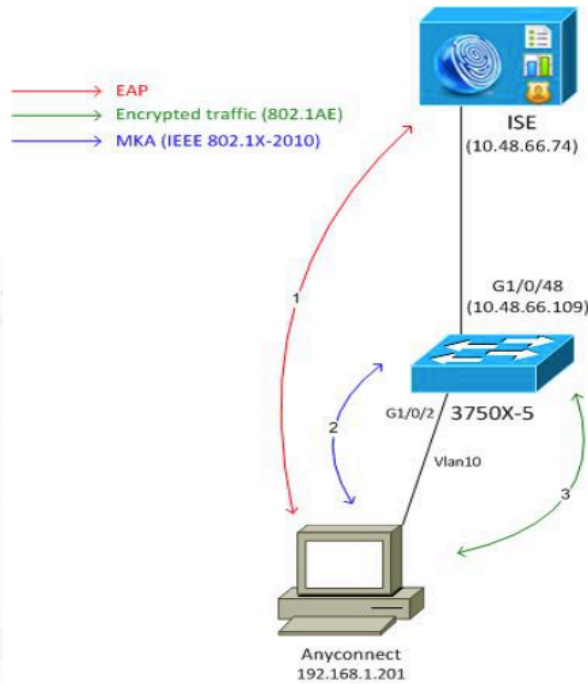 EAP
Encrypted traffic (802.1AE)
MKA (IEEE 802.1X-2010)
ISE
(10.48.66.74)
1
G1/0/48
(10.48.66.109)
2
G1/0/2
3750X-5
Vlan10
3
Anyconnect
192.168.1.201